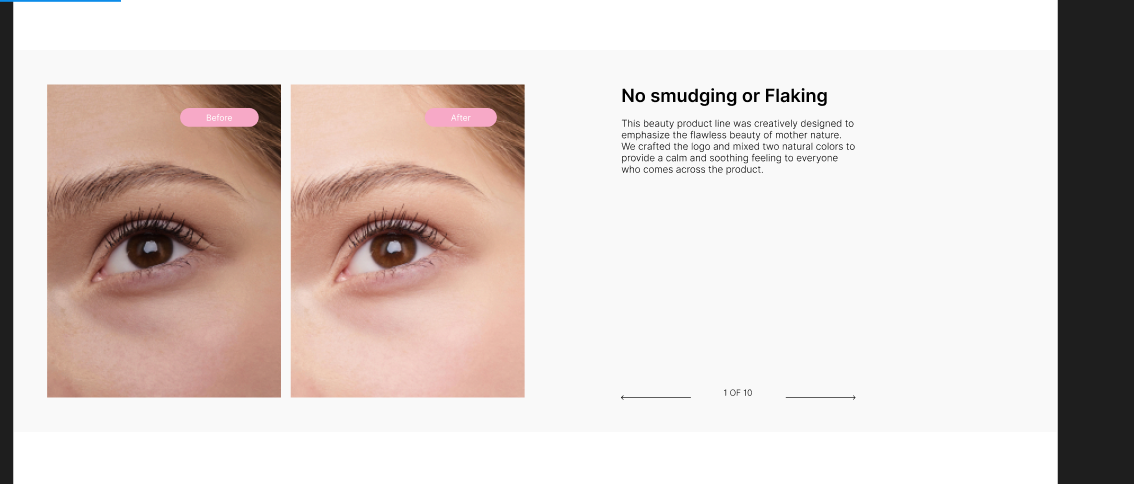 Before
After
No smudging or Flaking
This beauty product line was creatively designed to
emphasize the flawless beauty of mother nature.
We crafted the logo and mixed two natural colors to
provide a calm and soothing feeling to everyone
who comes across the product.
1 OF 10